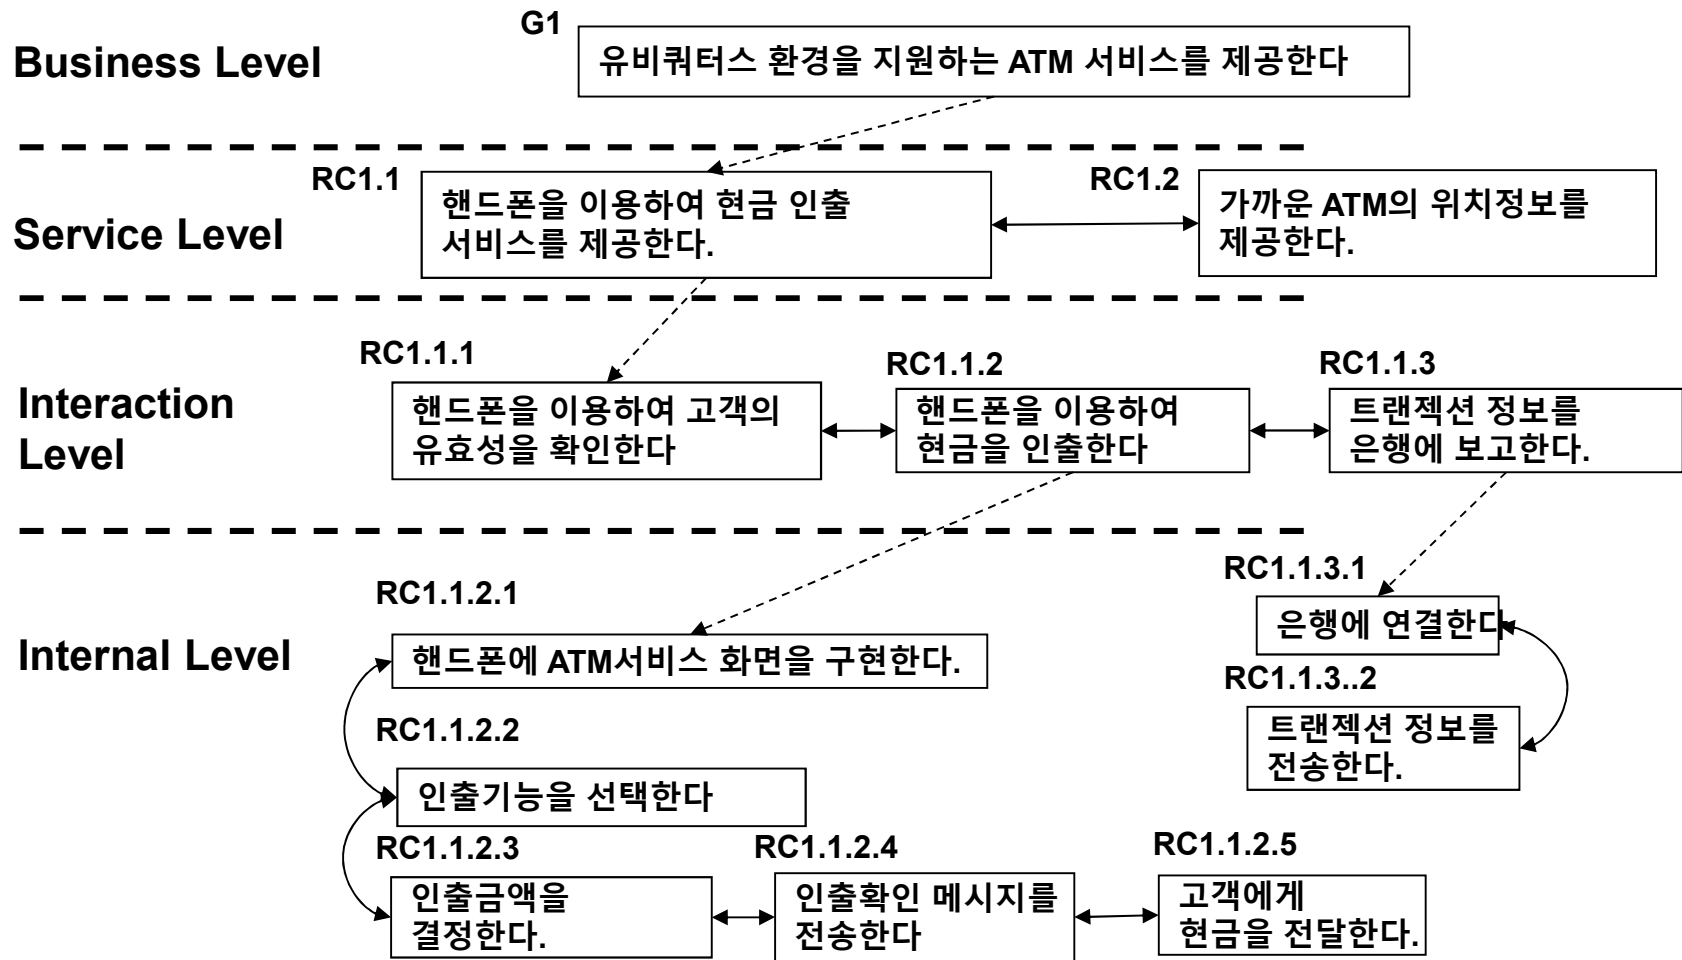 G1
Business Level
유비쿼터스 환경을 지원하는 ATM 서비스를 제공한다
RC1.1
핸드폰을 이용하여 현금 인출
서비스를 제공한다.
RC1.2
가까운 ATM의 위치정보를
제공한다.
Service Level
RC1.1.1
핸드폰을 이용하여 고객의
유효성을 확인한다
RC1.1.2
핸드폰을 이용하여
현금을 인출한다
RC1.1.3
트랜젝션 정보를
은행에 보고한다.
Interaction
Level
RC1.1.2.1
핸드폰에 ATM서비스 화면을 구현한다.
RC1.1.3.1
은행에 연결한다
Internal Level
RC1.1.3..2
트랜젝션 정보를
전송한다.
RC1.1.2.2
인출기능을 선택한다
RC1.1.2.3
인출금액을
결정한다.
RC1.1.2.4
인출확인 메시지를
전송한다
RC1.1.2.5
고객에게
현금을 전달한다.